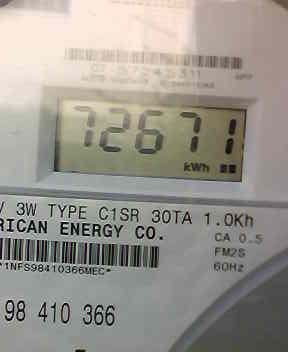 72671
kWh
V 3W TYPE C1SR 30TA 1.0Kh
RICAN ENERGY CO.
CA 0.5
FM2S
*1NFS98410366MEC*
60Hz
98 410 366